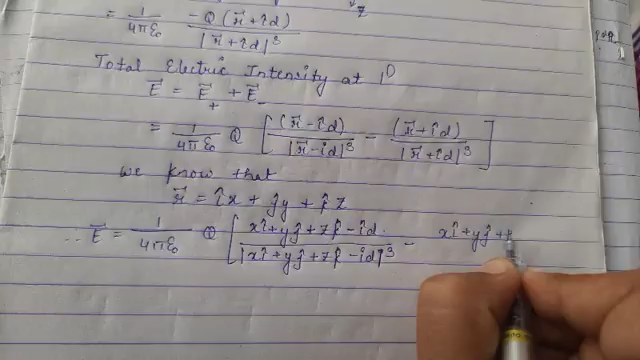 z
= 1/4πε₀ -Q(r⃗+îd)/|r⃗+îd|³
Total Electric Intensity at P
E⃗ = E⃗₊ + E⃗₋
= 1/4πε₀ Q [(r⃗-îd)/|r⃗-îd|³ - (r⃗+îd)/|r⃗+îd|³]
we know that
r⃗ = îx + ĵy + k̂z
∴ E⃗ = 1/4πε₀ Q [xî+yĵ+zk̂-îd/|xî+yĵ+zk̂-îd|³ - xî+yĵ+